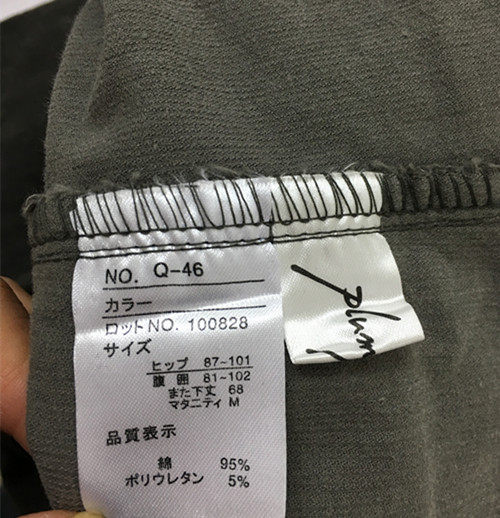 NO. Q-46
カラー
ロットNO. 100828
サイズ
ヒップ 87~101
腹囲 81~102
また下丈 68
マタニティ M
品質表示
綿 95%
ポリウレタン 5%
plum